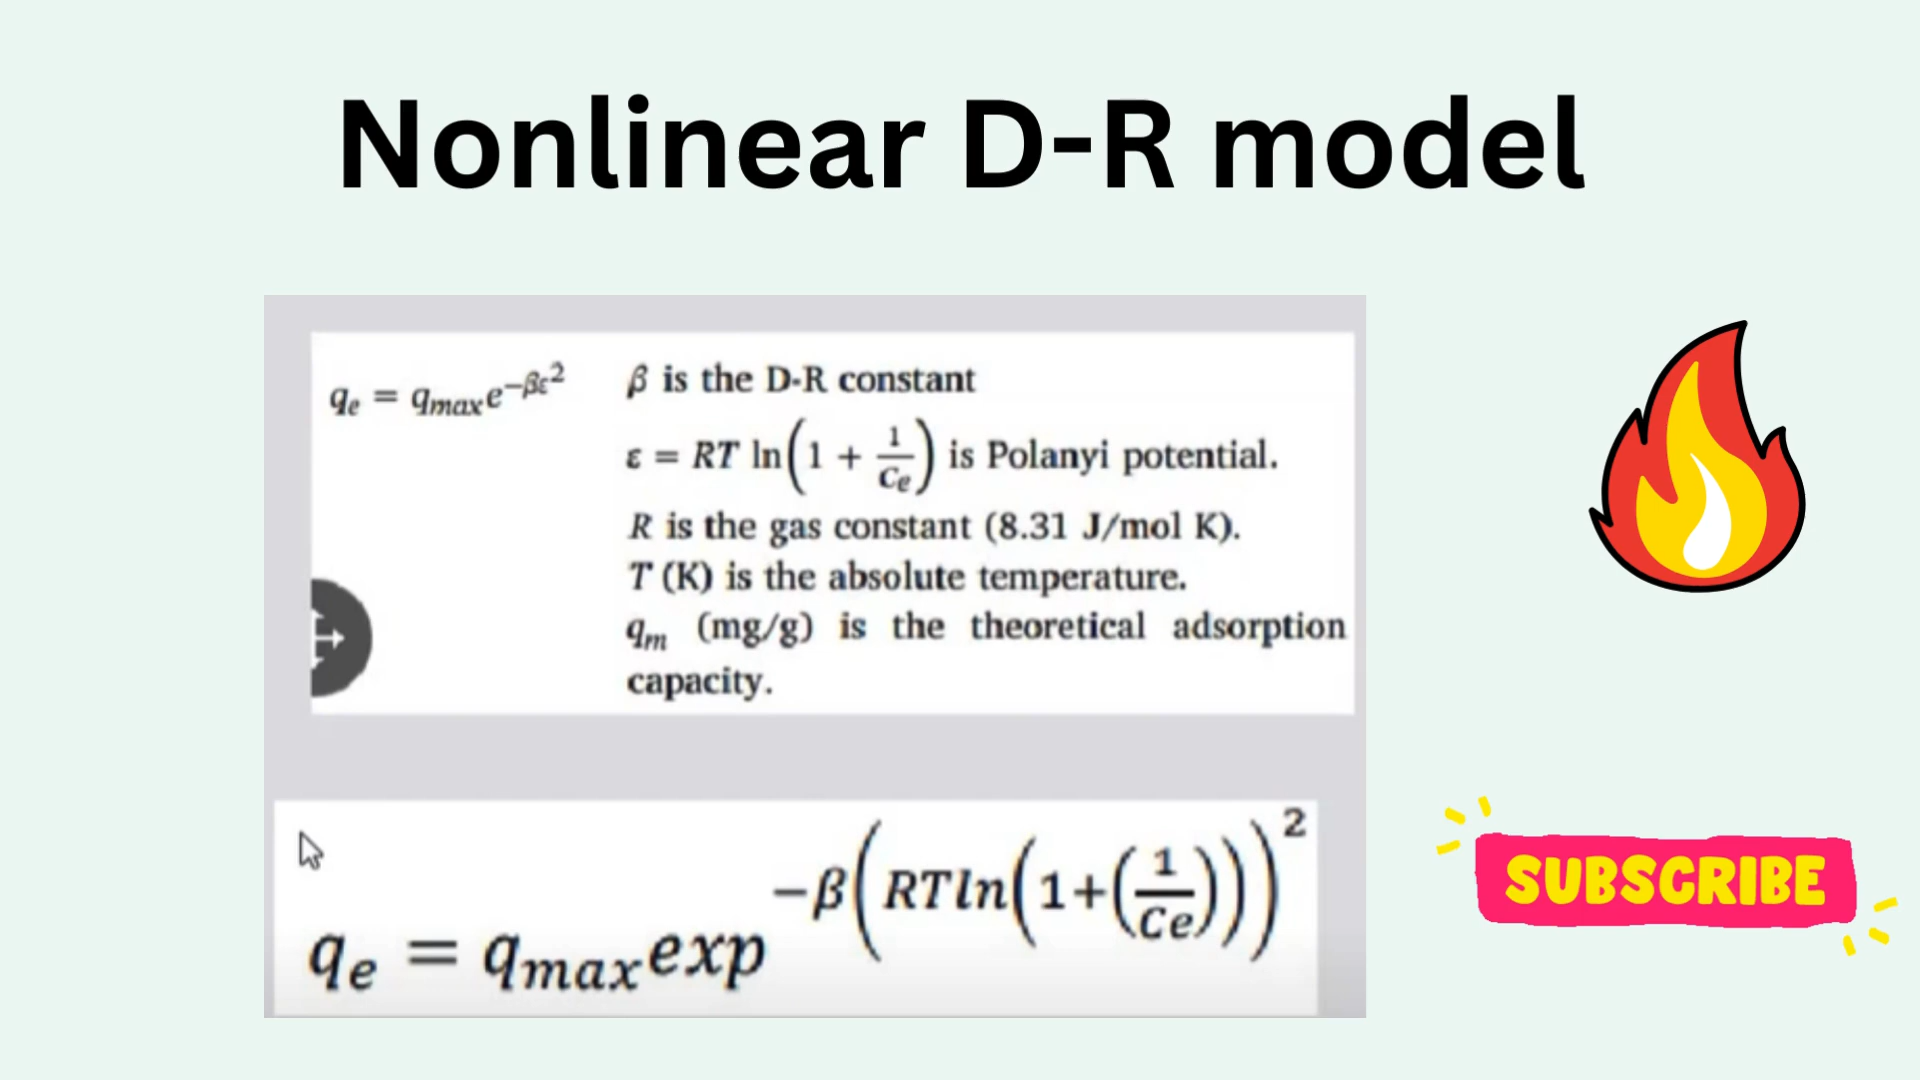 Nonlinear D-R model
qₑ = qₘₐₓe^(−βε²)
β is the D-R constant
ε = RT ln(1 + 1/Ce) is Polanyi potential.
R is the gas constant (8.31 J/mol K).
T (K) is the absolute temperature.
qₘ (mg/g) is the theoretical adsorption
capacity.
qₑ = qₘₐₓexp^(−β(RTln(1+(1/Ce)))²)
SUBSCRIBE